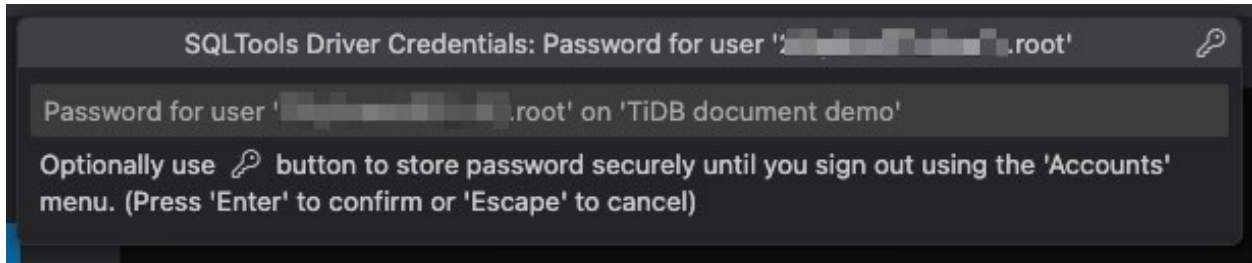 SQLTools Driver Credentials: Password for user '.root'
Password for user '.root' on 'TiDB document demo'
Optionally use button to store password securely until you sign out using the 'Accounts'
menu. (Press 'Enter' to confirm or 'Escape' to cancel)